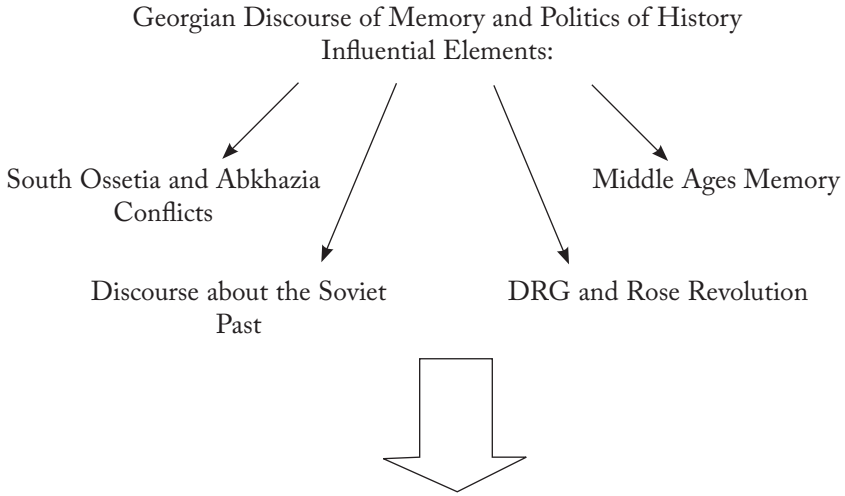 Georgian Discourse of Memory and Politics of History
Influential Elements:
South Ossetia and Abkhazia
Conflicts
Middle Ages Memory
Discourse about the Soviet
Past
DRG and Rose Revolution